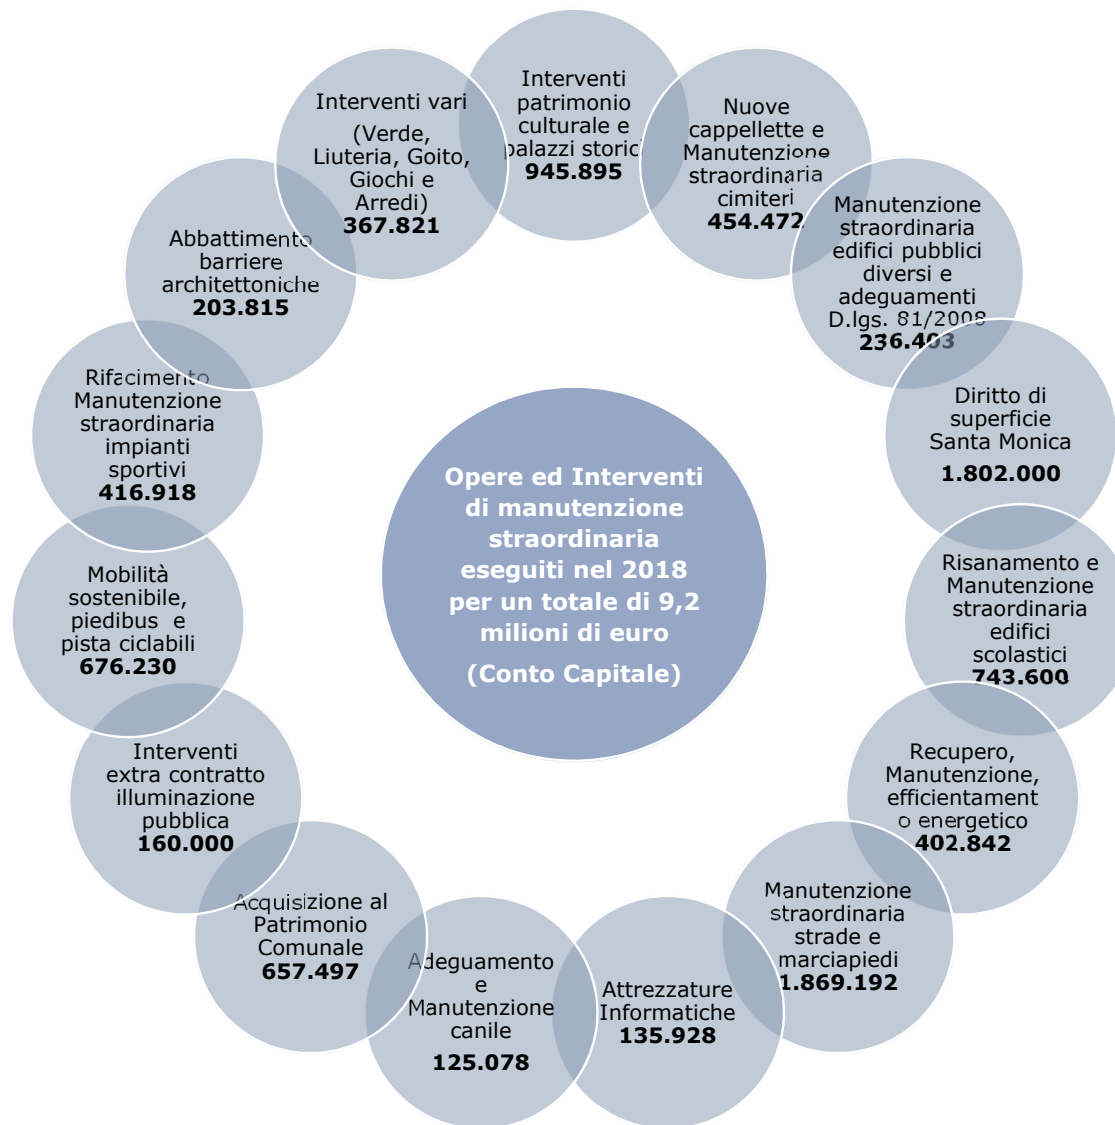 Interventi
patrimonio
culturale e
palazzi storici
945.895
Nuove
cappellette e
Manutenzione
straordinaria
cimiteri
454.472
Manutenzione
straordinaria
edifici pubblici
diversi e
adeguamenti
D.lgs. 81/2008
236.403
Diritto di
superficie
Santa Monica
1.802.000
Risanamento e
Manutenzione
straordinaria
edifici
scolastici
743.600
Recupero,
Manutenzione,
efficientament
o energetico
402.842
Manutenzione
straordinaria
strade e
marciapiedi
1.869.192
Attrezzature
Informatiche
135.928
Adeguamento
e
Manutenzione
canile
125.078
Acquisizione al
Patrimonio
Comunale
657.497
Interventi
extra contratto
illuminazione
pubblica
160.000
Mobilità
sostenibile,
piedibus e
pista ciclabili
676.230
Rifacimento
Manutenzione
straordinaria
impianti
sportivi
416.918
Abbattimento
barriere
architettoniche
203.815
Interventi vari
(Verde,
Liuteria, Goito,
Giochi e
Arredi)
367.821
Opere ed Interventi
di manutenzione
straordinaria
eseguiti nel 2018
per un totale di 9,2
milioni di euro
(Conto Capitale)